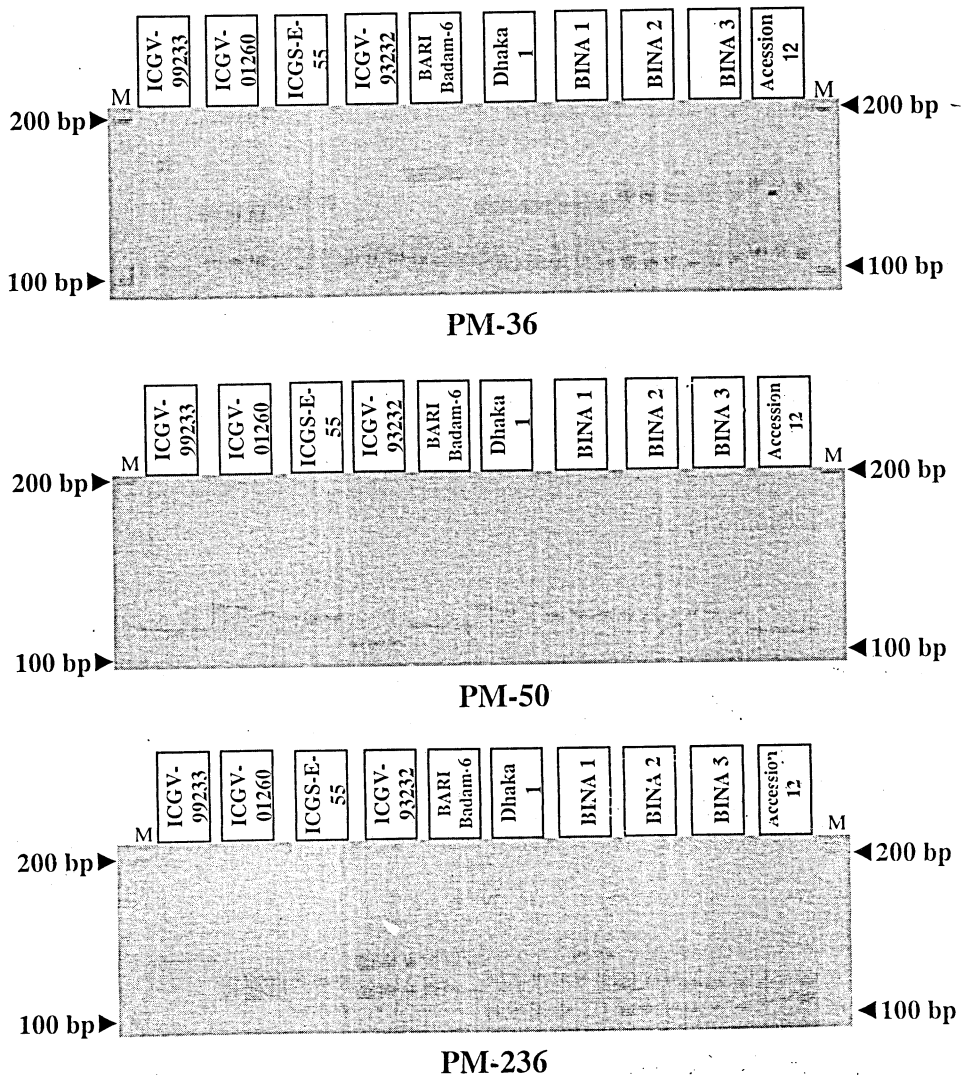 M
ICGV-
99233
ICGV-
01260
ICGS-E-
55
ICGV-
93232
BARI
Badam-6
Dhaka
1
BINA 1
BINA 2
BINA 3
Acession
12
M
200 bp
200 bp
100 bp
100 bp
PM-36
M
ICGV-
99233
ICGV-
01260
ICGS-E-
55
ICGV-
93232
BARI
Badam-6
Dhaka
1
BINA 1
BINA 2
BINA 3
Accession
12
M
200 bp
200 bp
100 bp
100 bp
PM-50
M
ICGV-
99233
ICGV-
01260
ICGS-E-
55
ICGV-
93232
BARI
Badam-6
Dhaka
1
BINA 1
BINA 2
BINA 3
Accession
12
M
200 bp
200 bp
100 bp
100 bp
PM-236